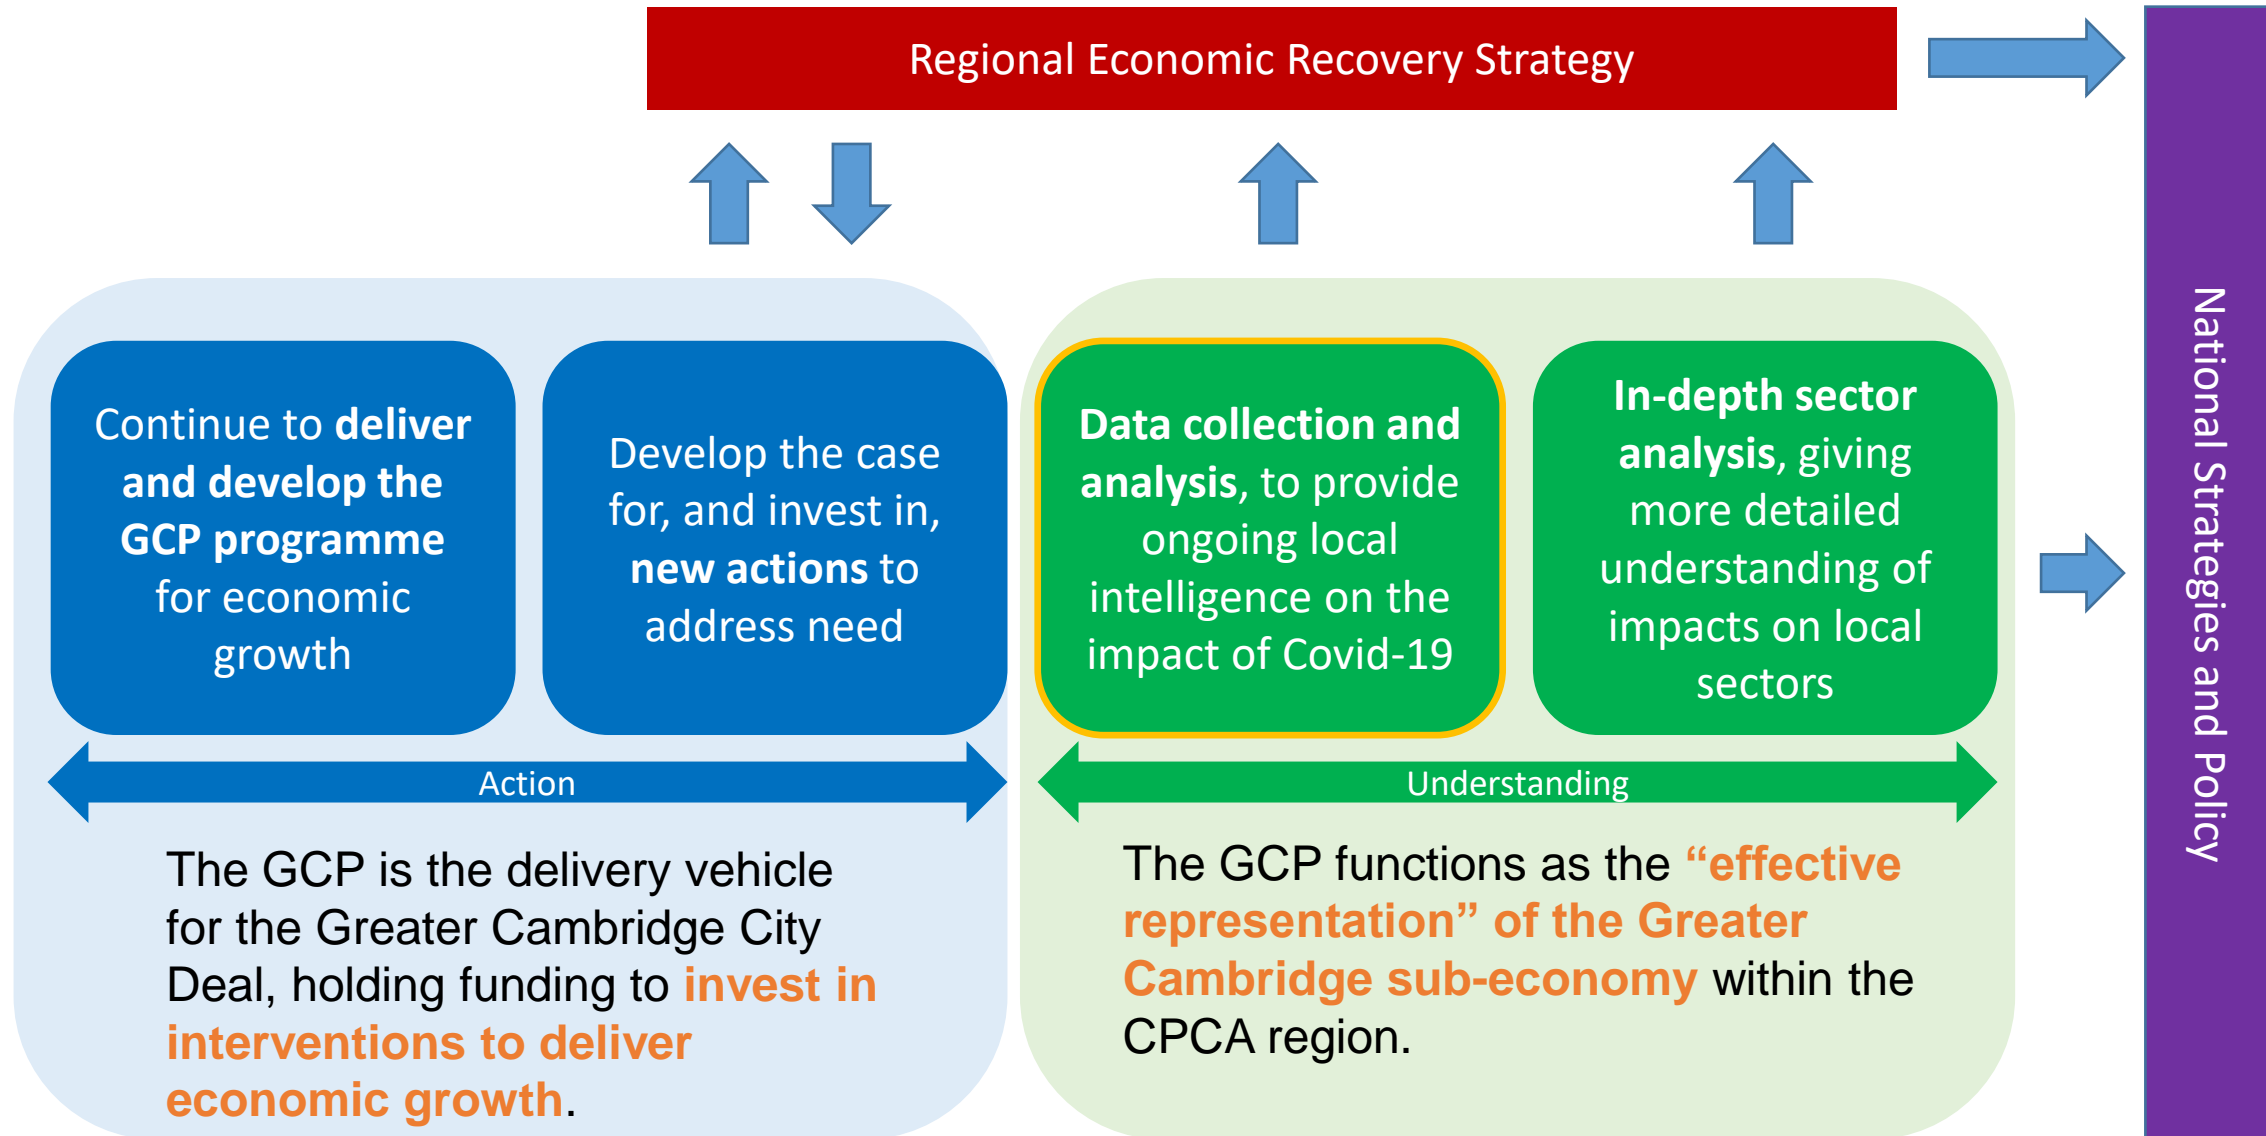 Regional Economic Recovery Strategy
Continue to deliver
and develop the
GCP programme
for economic
growth
Develop the case
for, and invest in,
new actions to
address need
Data collection and
analysis, to provide
ongoing local
intelligence on the
impact of Covid-19
In-depth sector
analysis, giving
more detailed
understanding of
impacts on local
sectors
Action
Understanding
The GCP is the delivery vehicle
for the Greater Cambridge City
Deal, holding funding to invest in
interventions to deliver
economic growth.
The GCP functions as the “effective
representation” of the Greater
Cambridge sub-economy within the
CPCA region.
National Strategies and Policy